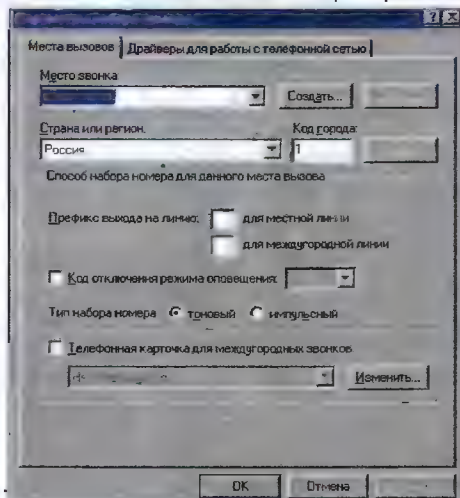 Места вызовов Драйверы для работы с телефонной сетью
Место звонка
Создать...
Страна или регион: Код города:
Россия 1
Способ набора номера для данного места вызова
Префикс выхода на линию: для местной линии
для междугородной линии
Код отключения режима оповещения:
Тип набора номера тоновый импульсный
Телефонная карточка для междугородных звонков
Изменить...
OK Отмена